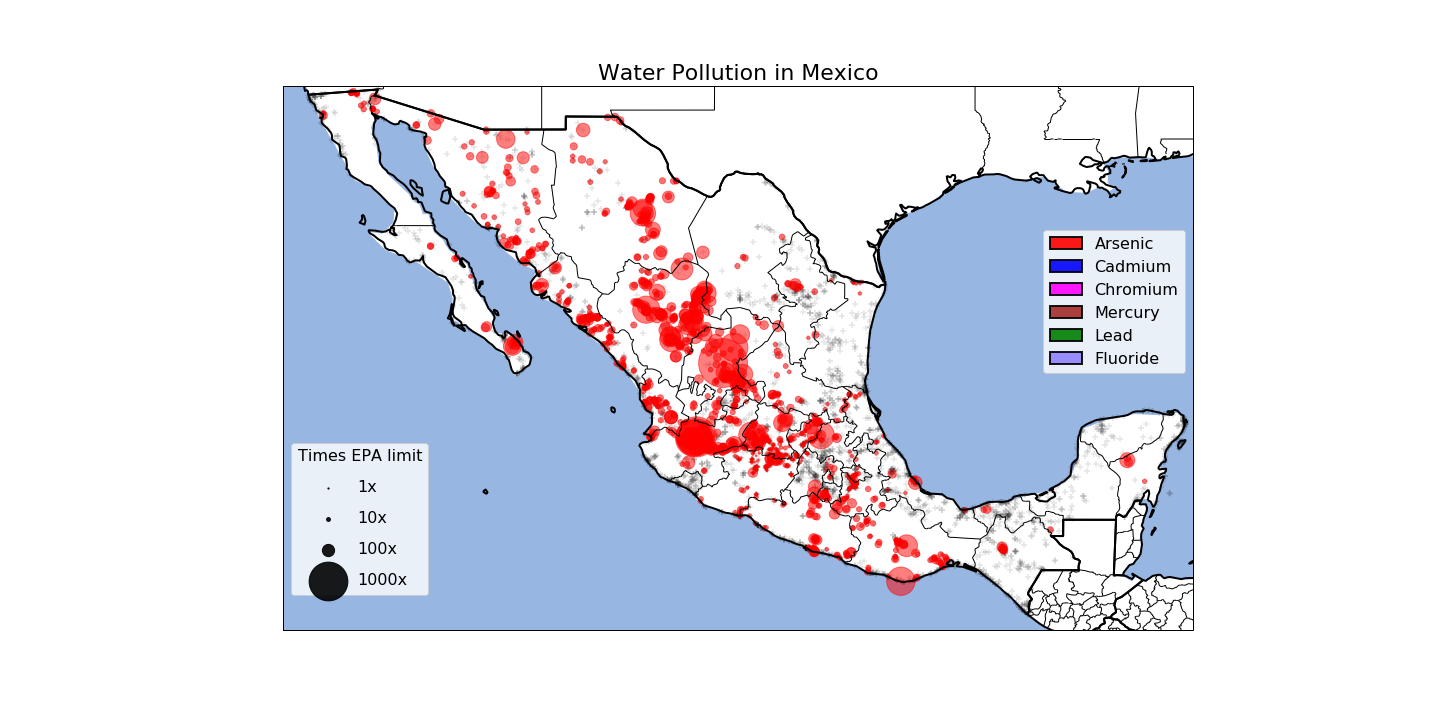 Water Pollution in Mexico
Arsenic
Cadmium
Chromium
Mercury
Lead
Fluoride
Times EPA limit
1x
10x
100x
1000x